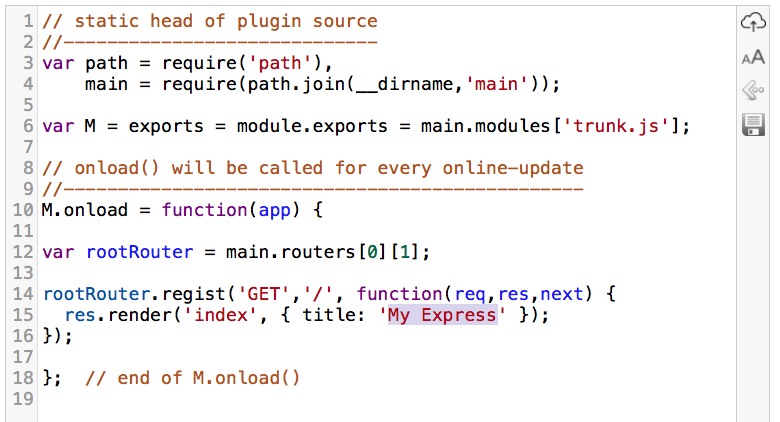 1 // static head of plugin source
2 //-----------------------------
3 var path = require('path'),
4     main = require(path.join(__dirname,'main'));
5
6 var M = exports = module.exports = main.modules['trunk.js'];
7
8 // onload() will be called for every online-update
9 //------------------------------------------------
10 M.onload = function(app) {
11
12 var rootRouter = main.routers[0][1];
13
14 rootRouter.regist('GET','/', function(req,res,next) {
15   res.render('index', { title: 'My Express' });
16 });
17
18 };  // end of M.onload()
19
AA